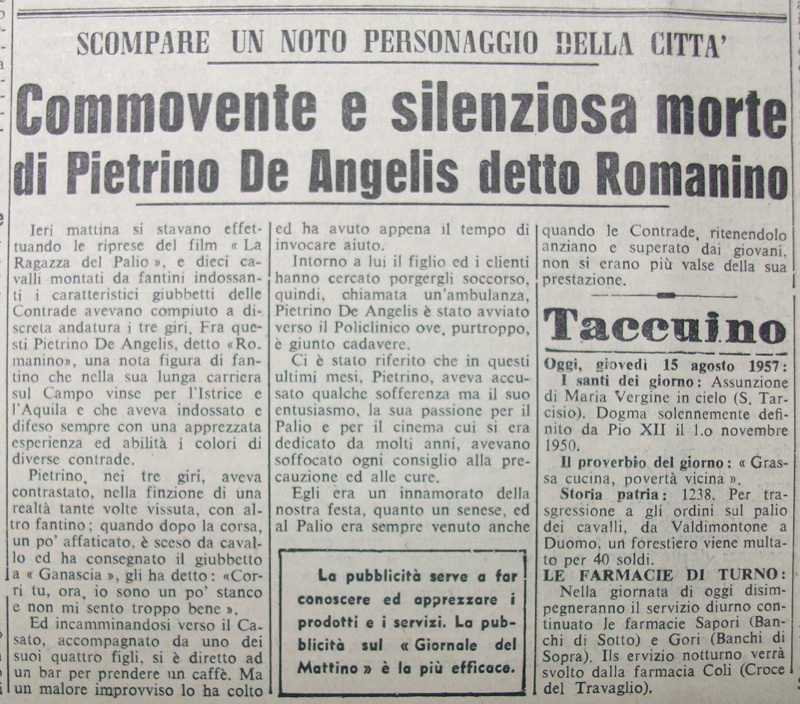 SCOMPARE UN NOTO PERSONAGGIO DELLA CITTA'
Commovente e silenziosa morte
di Pietrino De Angelis detto Romanino
Ieri mattina si stavano effet-
tuando le riprese del film « La
Ragazza del Palio », e dieci ca-
valli montati da fantini indossan-
ti i caratteristici giubbetti delle
Contrade avevano compiuto a di-
screta andatura i tre giri. Fra que-
sti Pietrino De Angelis, detto «Ro-
manino», una nota figura di fan-
tino che nella sua lunga carriera
sul Campo vinse per l'Istrice e
l'Aquila e che aveva indossato e
difeso sempre con una apprezzata
esperienza ed abilità i colori di
diverse contrade.
Pietrino, nei tre giri, aveva
contrastato, nella finzione di una
realtà tante volte vissuta, con al-
tro fantino; quando dopo la corsa,
un po' affaticato, è sceso da caval-
lo ed ha consegnato il giubbetto
a « Ganascia », gli ha detto: «Cor-
ri tu, ora, io sono un po' stanco
e non mi sento troppo bene ».
Ed incamminandosi verso il Ca-
sato, accompagnato da uno dei
suoi quattro figli, si è diretto ad
un bar per prendere un caffè. Ma
un malore improvviso lo ha colto
ed ha avuto appena il tempo di
invocare aiuto.
Intorno a lui il figlio ed i clienti
hanno cercato porgergli soccorso,
quindi, chiamata un'ambulanza,
Pietrino De Angelis è stato avviato
verso il Policlinico ove, purtroppo,
è giunto cadavere.
Ci è stato riferito che in questi
ultimi mesi, Pietrino, aveva accu-
sato qualche sofferenza ma il suo
entusiasmo, la sua passione per il
Palio e per il cinema cui si era
dedicato da molti anni, avevano
soffocato ogni consiglio alla pre-
cauzione ed alle cure.
Egli era un innamorato della
nostra festa, quanto un senese, ed
al Palio era sempre venuto anche
La pubblicità serve a far
conoscere ed apprezzare i
prodotti e i servizi. La pub-
blicità sul « Giornale del
Mattino » è la più efficace.
quando le Contrade, ritenendolo
anziano e superato dai giovani,
non si erano più valse della sua
prestazione.
Taccuino
Oggi, giovedì 15 agosto 1957:
I santi del giorno: Assunzione
di Maria Vergine in cielo (S. Tar-
cisio). Dogma solennemente defi-
nito da Pio XII il 1.o novembre
1950.
Il proverbio del giorno: « Gras-
sa cucina, povertà vicina ».
Storia patria: 1238. Per tra-
sgressione a gli ordini sul palio
dei cavalli, da Valdimontone a
Duomo, un forestiero viene multa-
to per 40 soldi.
LE FARMACIE DI TURNO:
Nella giornata di oggi disim-
pegneranno il servizio diurno con-
tinuato le farmacie Sapori (Ban-
chi di Sotto) e Gori (Banchi di
Sopra). Ils ervizio notturno verrà
svolto dalla farmacia Coli (Croce
del Travaglio).